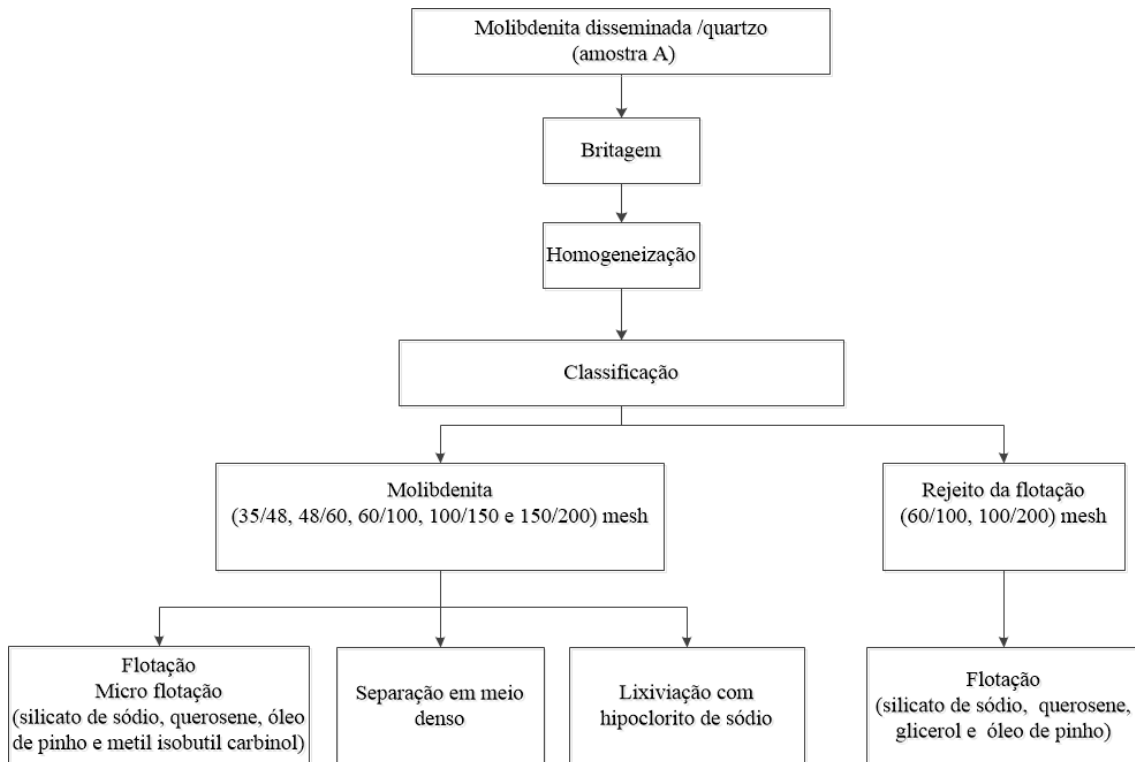 Molibdenita disseminada /quartzo
(amostra A)
Britagem
Homogeneização
Classificação
Molibdenita
(35/48, 48/60, 60/100, 100/150 e 150/200) mesh
Rejeito da flotação
(60/100, 100/200) mesh
Flotação
Micro flotação
(silicato de sódio, querosene, óleo
de pinho e metil isobutil carbinol)
Separação em meio
denso
Lixiviação com
hipoclorito de sódio
Flotação
(silicato de sódio, querosene,
glicerol e óleo de pinho)